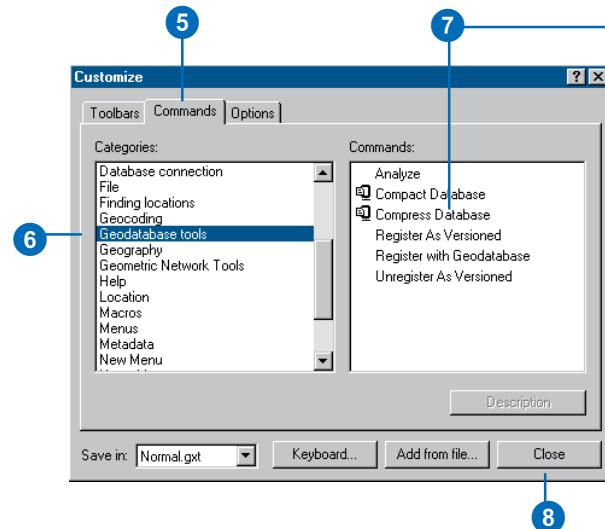 5
7
Customize
Toolbars Commands Options
Categories:
Database connection
File
Finding locations
Geocoding
Geodatabase tools
Geography
Geometric Network Tools
Help
Location
Macros
Menus
Metadata
New Menu
Commands:
Analyze
Compact Database
Compress Database
Register As Versioned
Register with Geodatabase
Unregister As Versioned
6
Description
Save in: Normal.gxt Keyboard... Add from file... Close
8